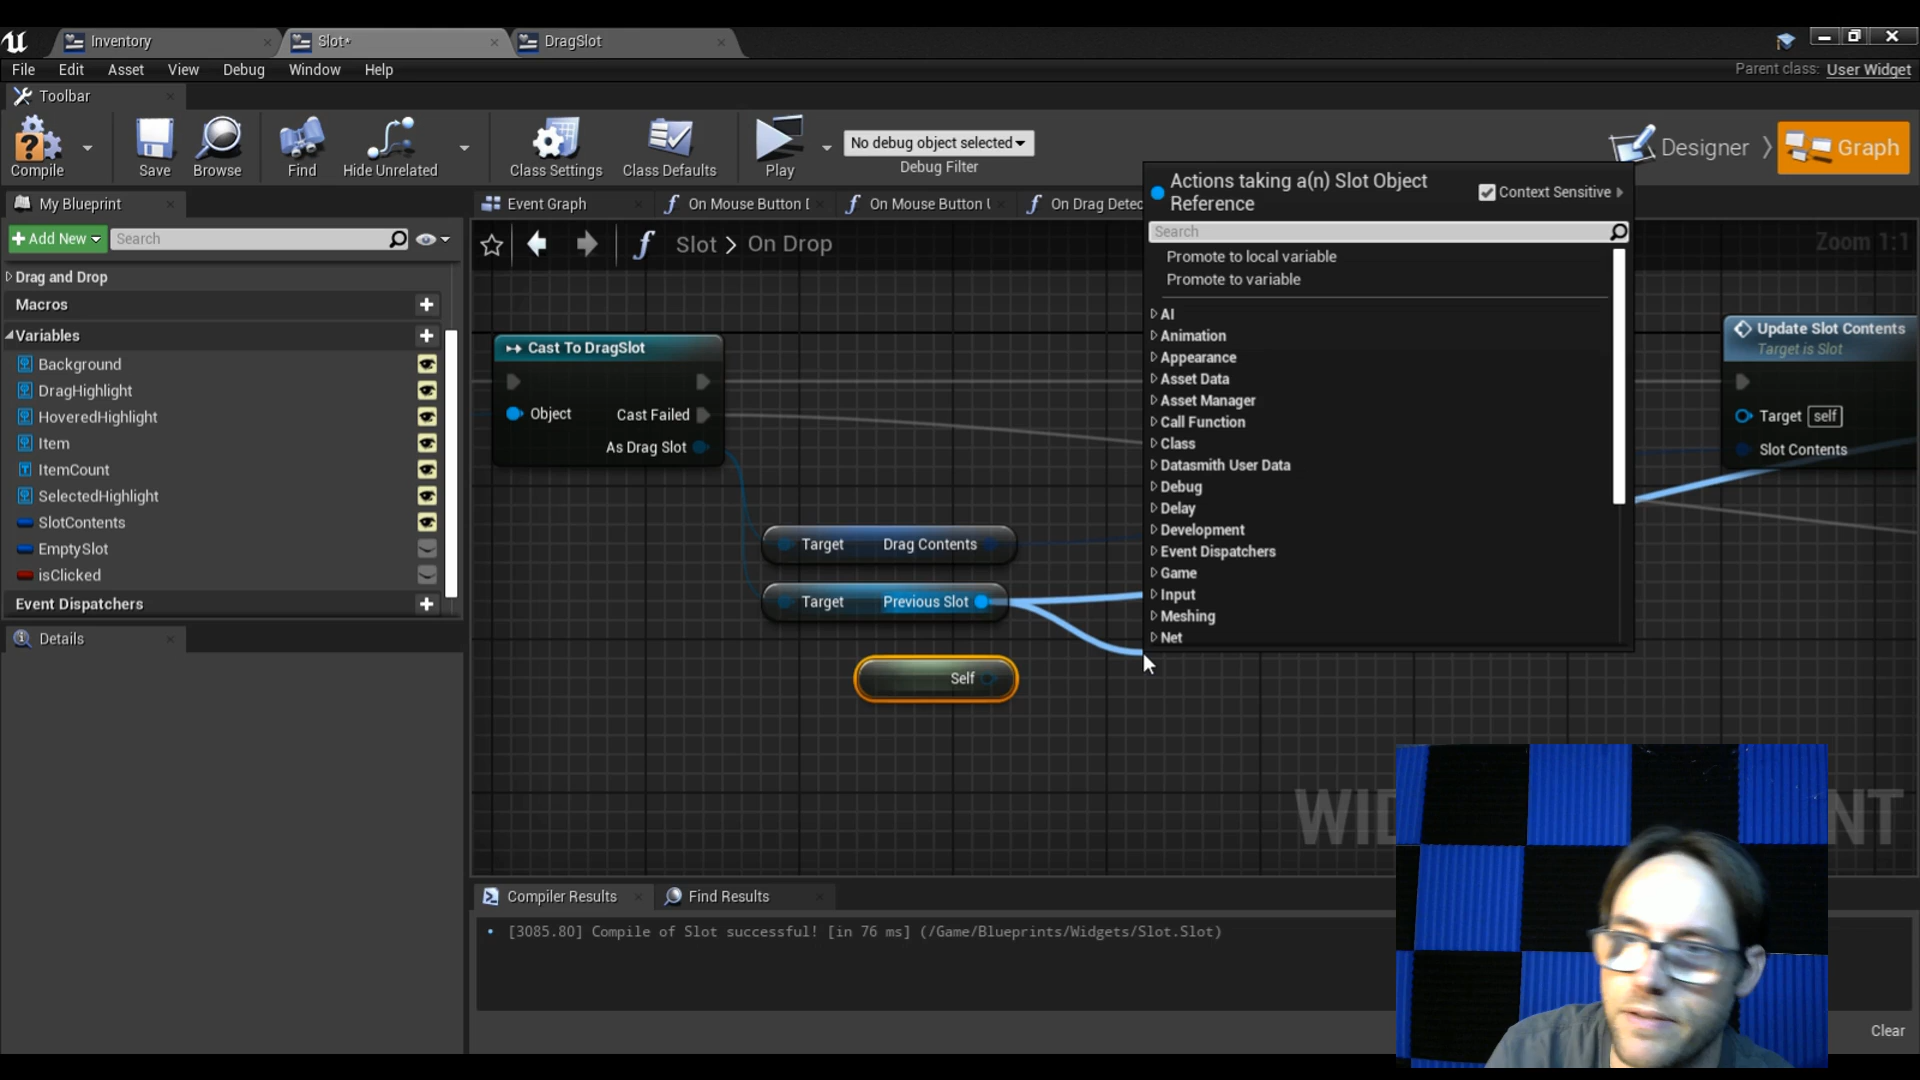 Inventory
Slot*
DragSlot
File Edit Asset View Debug Window Help
Parent class: User Widget
Toolbar
Compile
Save
Browse
Find
Hide Unrelated
Class Settings
Class Defaults
Play
No debug object selected
Debug Filter
Designer
Graph
My Blueprint
Add New
Search
Drag and Drop
Macros
Variables
Background
DragHighlight
HoveredHighlight
Item
ItemCount
SelectedHighlight
SlotContents
EmptySlot
isClicked
Event Dispatchers
Details
Event Graph
On Mouse Button D
On Mouse Button U
On Drag Detec
Slot > On Drop
Zoom 1:1
Cast To DragSlot
Object
Cast Failed
As Drag Slot
Target Drag Contents
Target Previous Slot
Self
Actions taking a(n) Slot Object
Reference
Context Sensitive
Search
Promote to local variable
Promote to variable
AI
Animation
Appearance
Asset Data
Asset Manager
Call Function
Class
Datasmith User Data
Debug
Delay
Development
Event Dispatchers
Game
Input
Meshing
Net
Update Slot Contents
Target is Slot
Target self
Slot Contents
Compiler Results
Find Results
[3085.80] Compile of Slot successful! [in 76 ms] (/Game/Blueprints/Widgets/Slot.Slot)
Clear